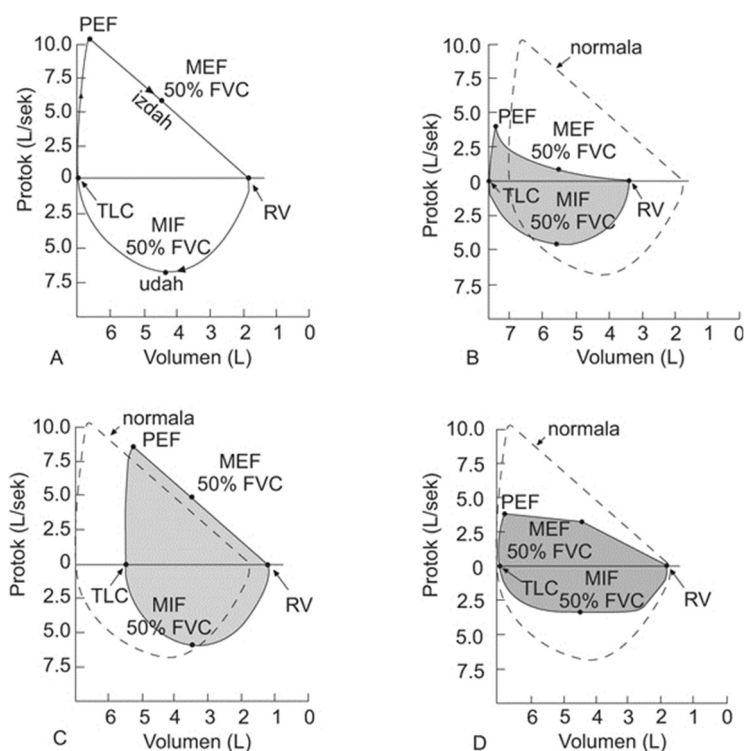 PEF
10.0
7.5
5.0
2.5
0
2.5
5.0
7.5
Protok (L/sek)
MEF
50% FVC
izdah
TLC
RV
MIF
50% FVC
udah
6 5 4 3 2 1 0
Volumen (L)
A
10.0
7.5
5.0
2.5
0
2.5
5.0
7.5
Protok (L/sek)
normala
PEF
MEF
50% FVC
TLC
RV
MIF
50% FVC
7 6 5 4 3 2 1 0
Volumen (L)
B
10.0
7.5
5.0
2.5
0
2.5
5.0
7.5
Protok (L/sek)
normala
PEF
MEF
50% FVC
TLC
RV
MIF
50% FVC
6 5 4 3 2 1 0
Volumen (L)
C
10.0
7.5
5.0
2.5
0
2.5
5.0
7.5
Protok (L/sek)
normala
PEF
MEF
50% FVC
TLC
RV
MIF
50% FVC
6 5 4 3 2 1 0
Volumen (L)
D